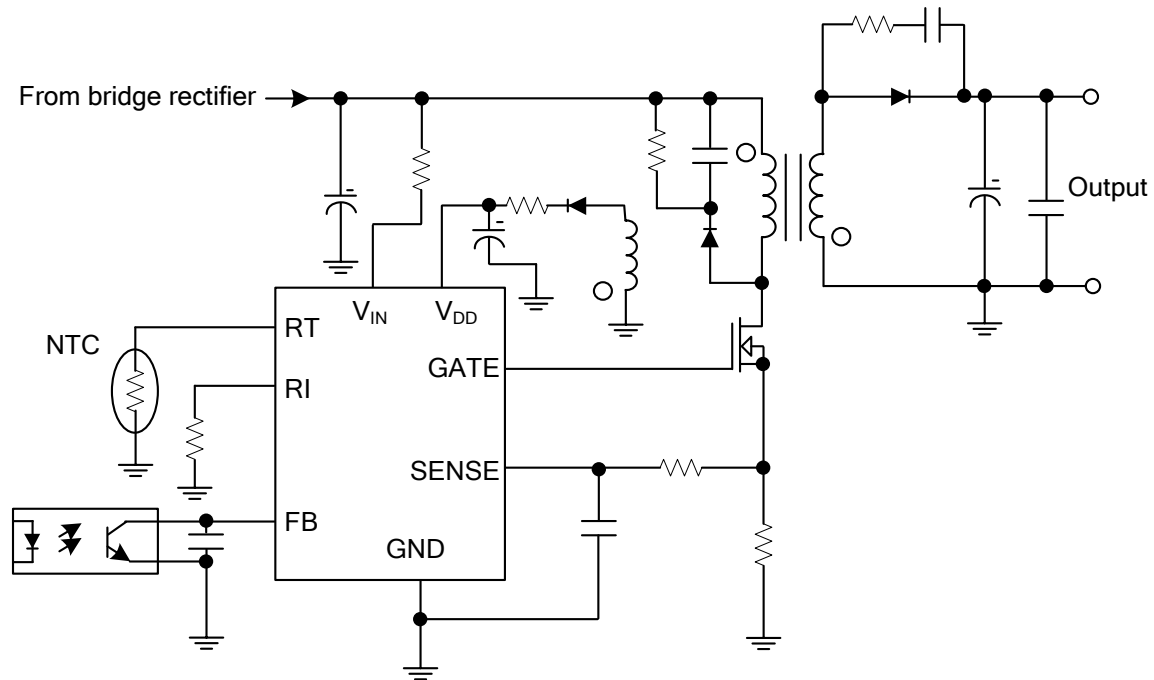 From bridge rectifier
Output
VIN
VDD
NTC
RT
GATE
RI
SENSE
FB
GND